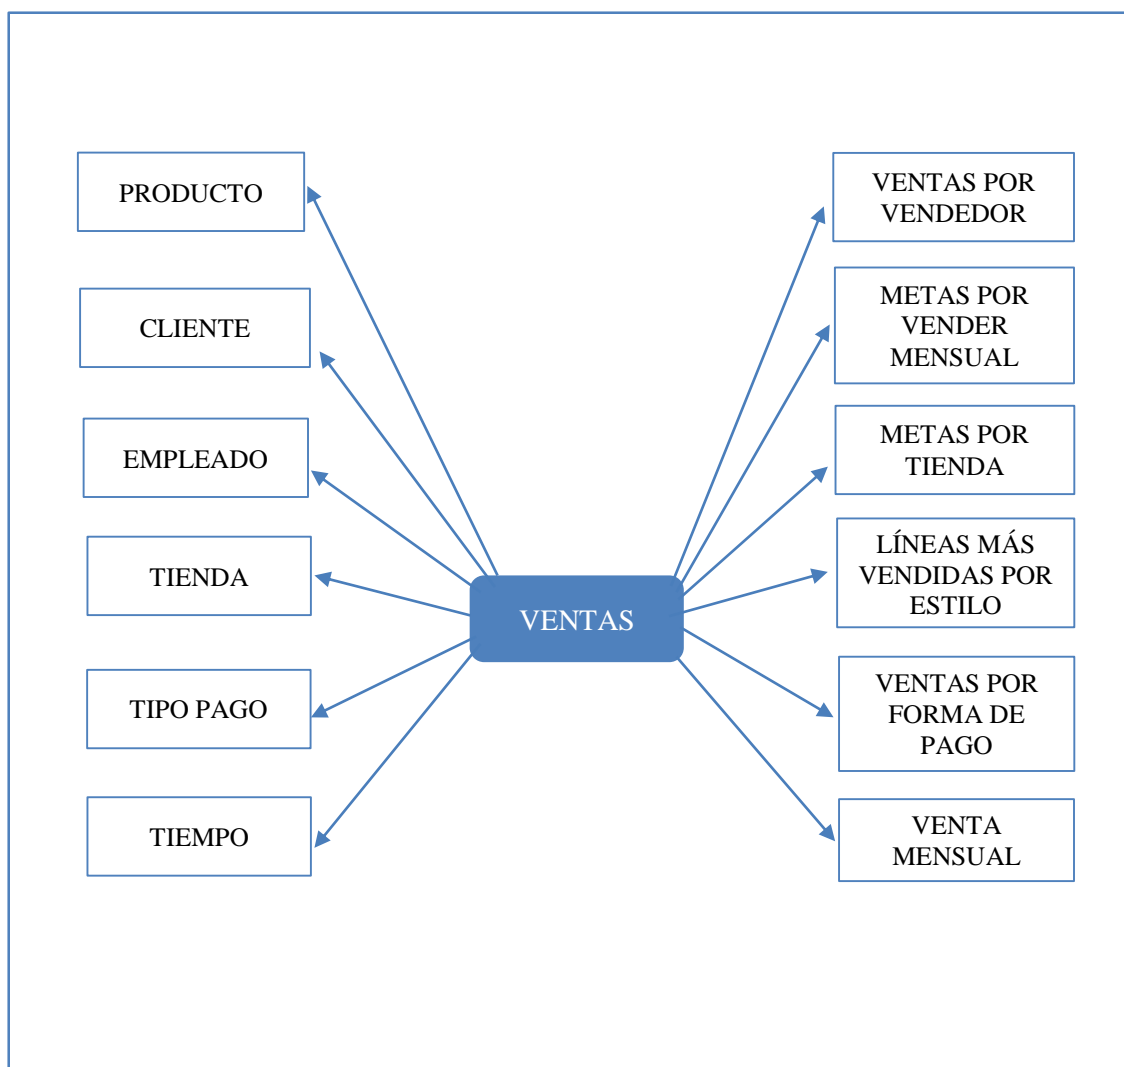 PRODUCTO
CLIENTE
EMPLEADO
TIENDA
TIPO PAGO
TIEMPO
VENTAS
VENTAS POR
VENDEDOR
METAS POR
VENDER
MENSUAL
METAS POR
TIENDA
LÍNEAS MÁS
VENDIDAS POR
ESTILO
VENTAS POR
FORMA DE
PAGO
VENTA
MENSUAL